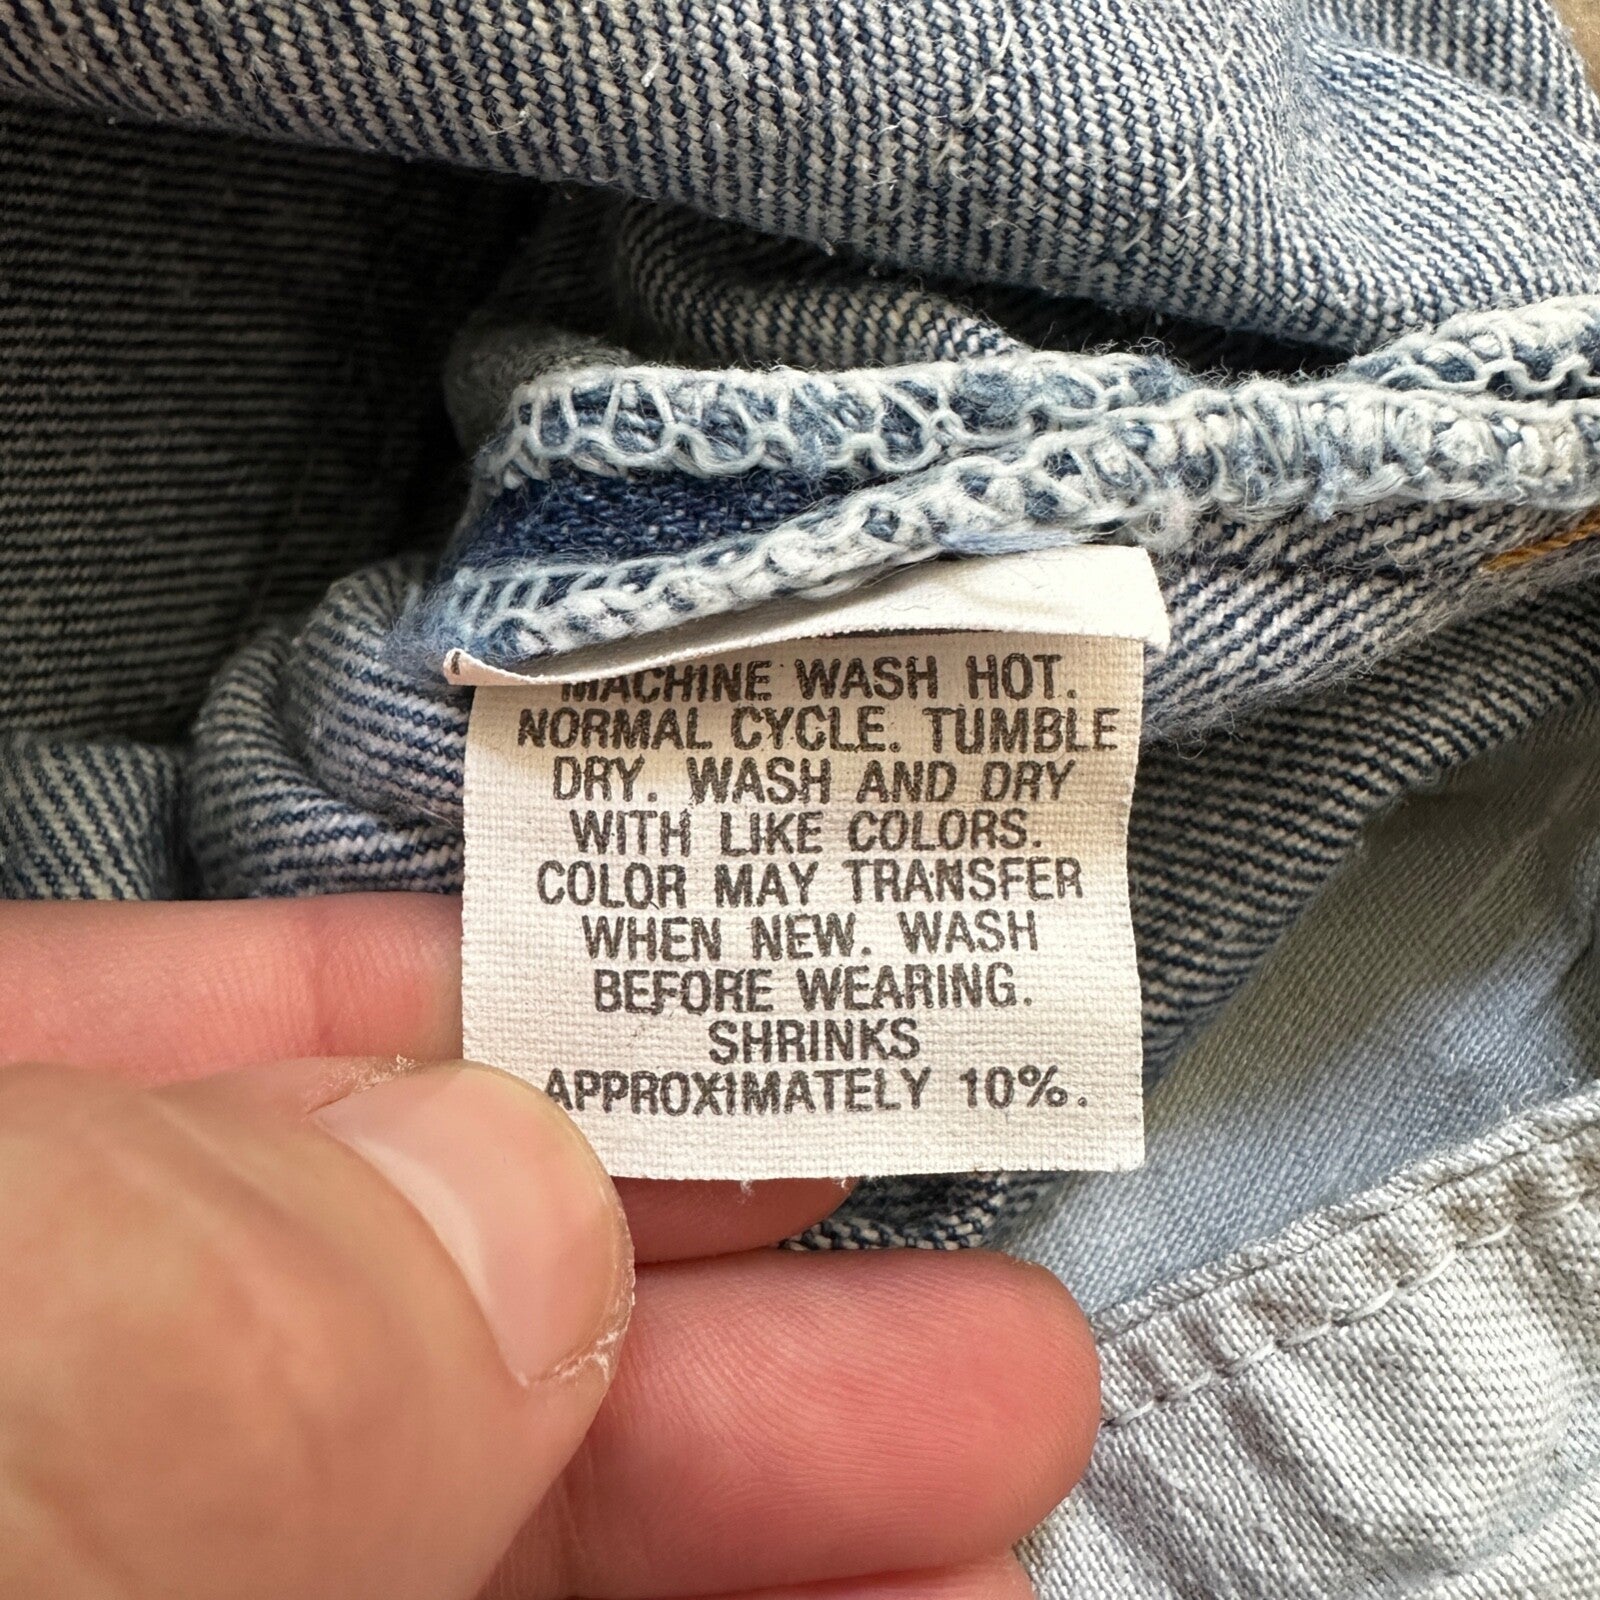 MACHINE WASH HOT.
NORMAL CYCLE. TUMBLE
DRY. WASH AND DRY
WITH LIKE COLORS.
COLOR MAY TRANSFER
WHEN NEW. WASH
BEFORE WEARING.
SHRINKS
APPROXIMATELY 10%.